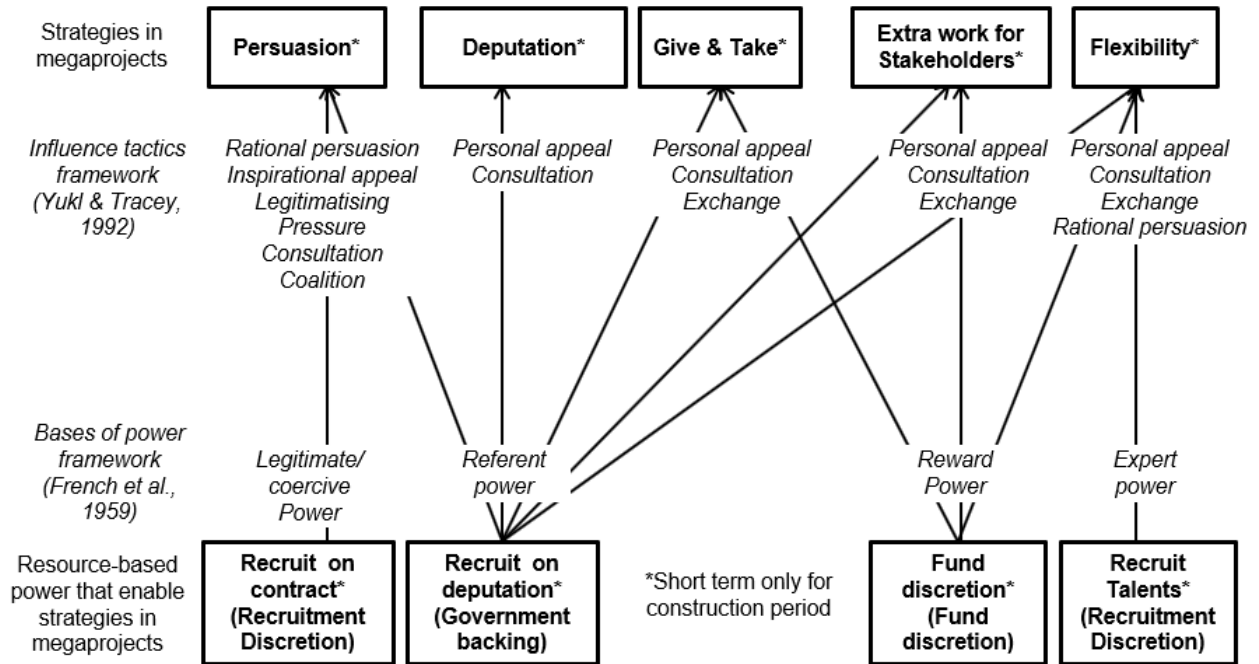 Strategies in
megaprojects
Persuasion*
Deputation*
Give & Take*
Extra work for
Stakeholders*
Flexibility*
Influence tactics
framework
(Yukl & Tracey,
1992)
Rational persuasion
Inspirational appeal
Legitimatising
Pressure
Consultation
Coalition
Personal appeal
Consultation
Personal appeal
Consultation
Exchange
Personal appeal
Consultation
Exchange
Personal appeal
Consultation
Exchange
Rational persuasion
Bases of power
framework
(French et al.,
1959)
Legitimate/
coercive
Power
Referent
power
Reward
Power
Expert
power
Resource-based
power that enable
strategies in
megaprojects
Recruit on
contract*
(Recruitment
Discretion)
Recruit on
deputation*
(Government
backing)
*Short term only for
construction period
Fund
discretion*
(Fund
discretion)
Recruit
Talents*
(Recruitment
Discretion)